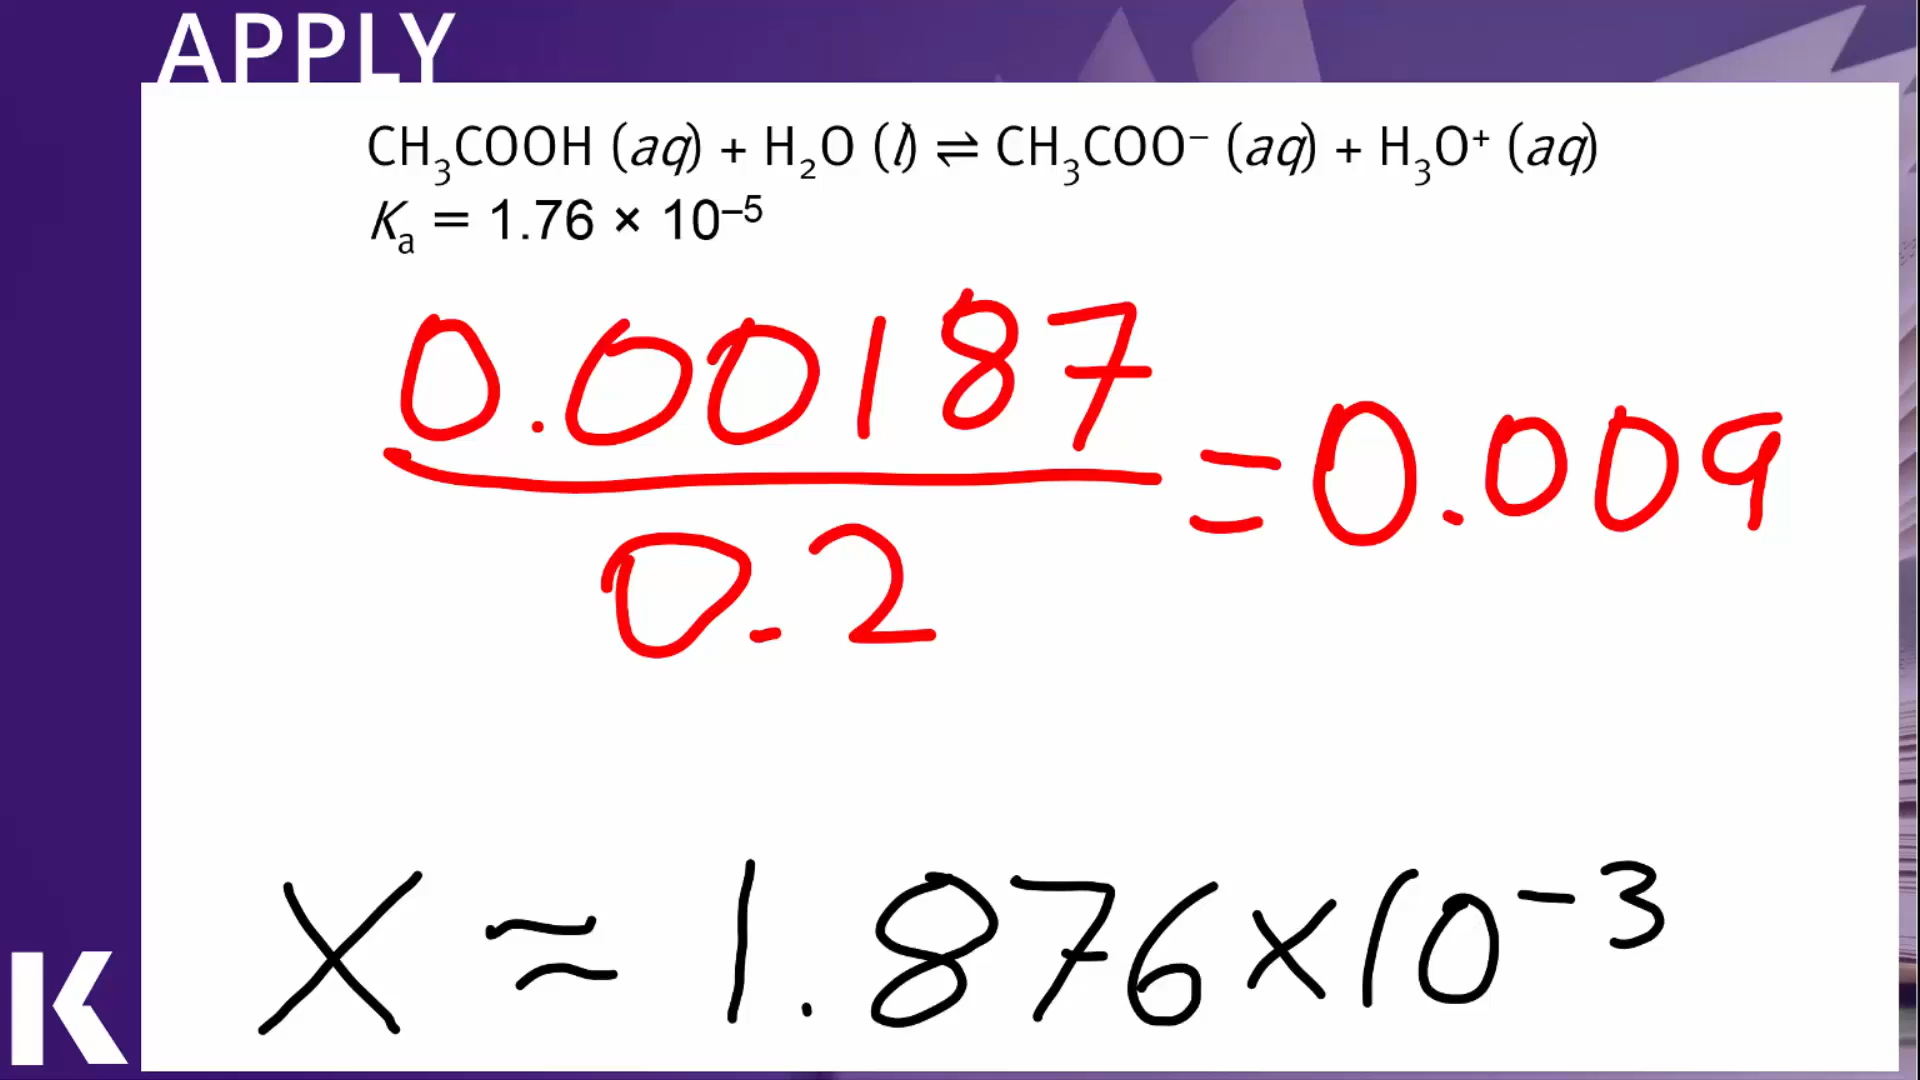 APPLY
CH₃COOH (aq) + H₂O (l) ⇌ CH₃COO⁻ (aq) + H₃O⁺ (aq)
Kₐ = 1.76 × 10⁻⁵
0.00187
0.2
= 0.009
X ≈ 1.876 x 10⁻³
K